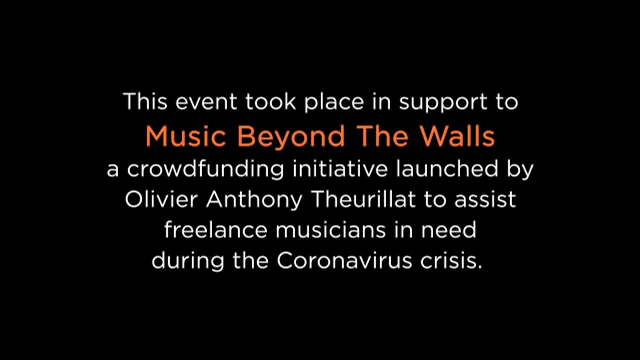 This event took place in support to
Music Beyond The Walls
a crowdfunding initiative launched by
Olivier Anthony Theurillat to assist
freelance musicians in need
during the Coronavirus crisis.